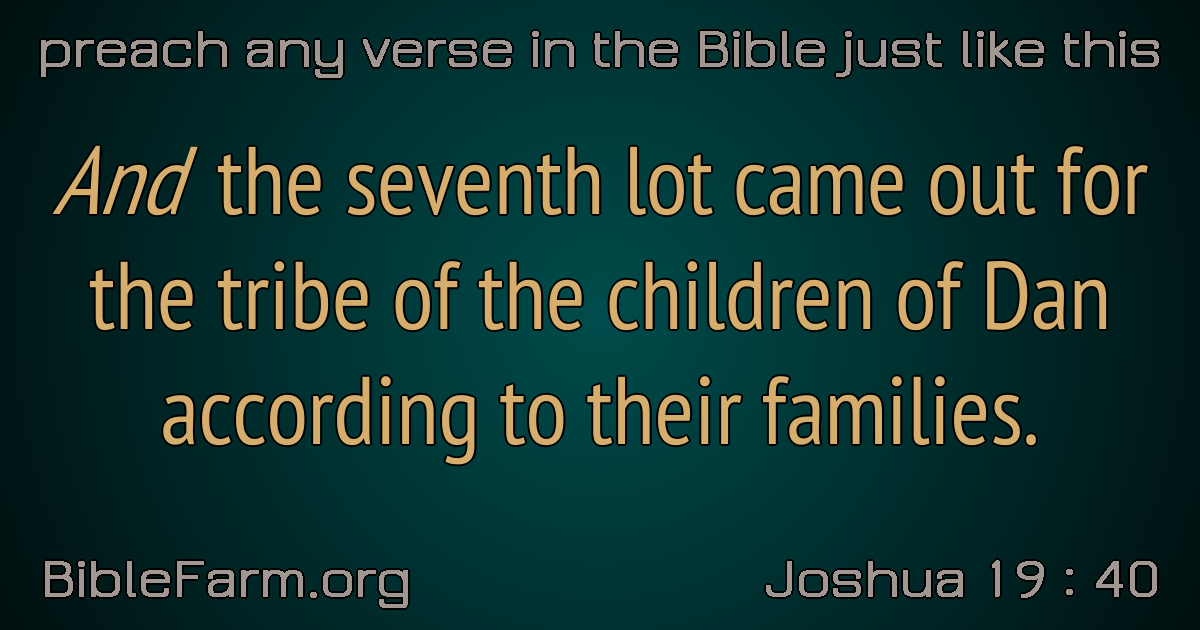 preach any verse in the Bible just like this
And the seventh lot came out for
the tribe of the children of Dan
according to their families.
BibleFarm.org
Joshua 19 : 40